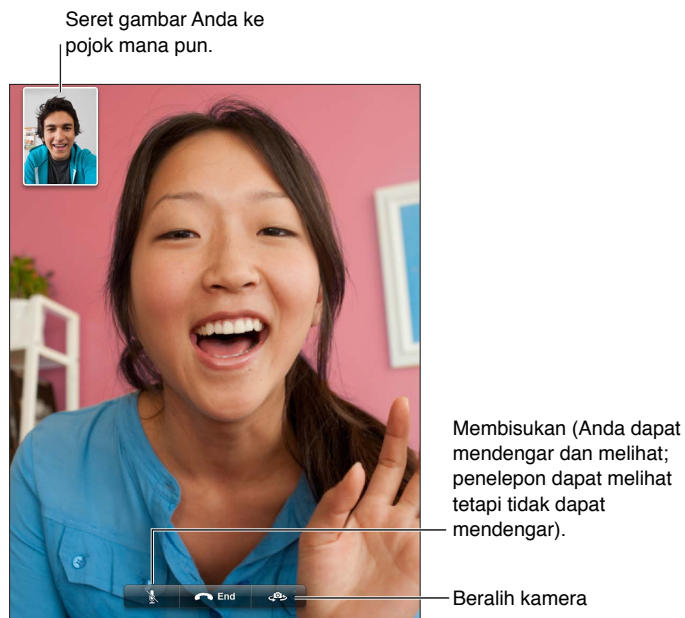 Seret gambar Anda ke
pojok mana pun.
Membisukan (Anda dapat
mendengar dan melihat;
penelepon dapat melihat
tetapi tidak dapat
mendengar).
End
Beralih kamera